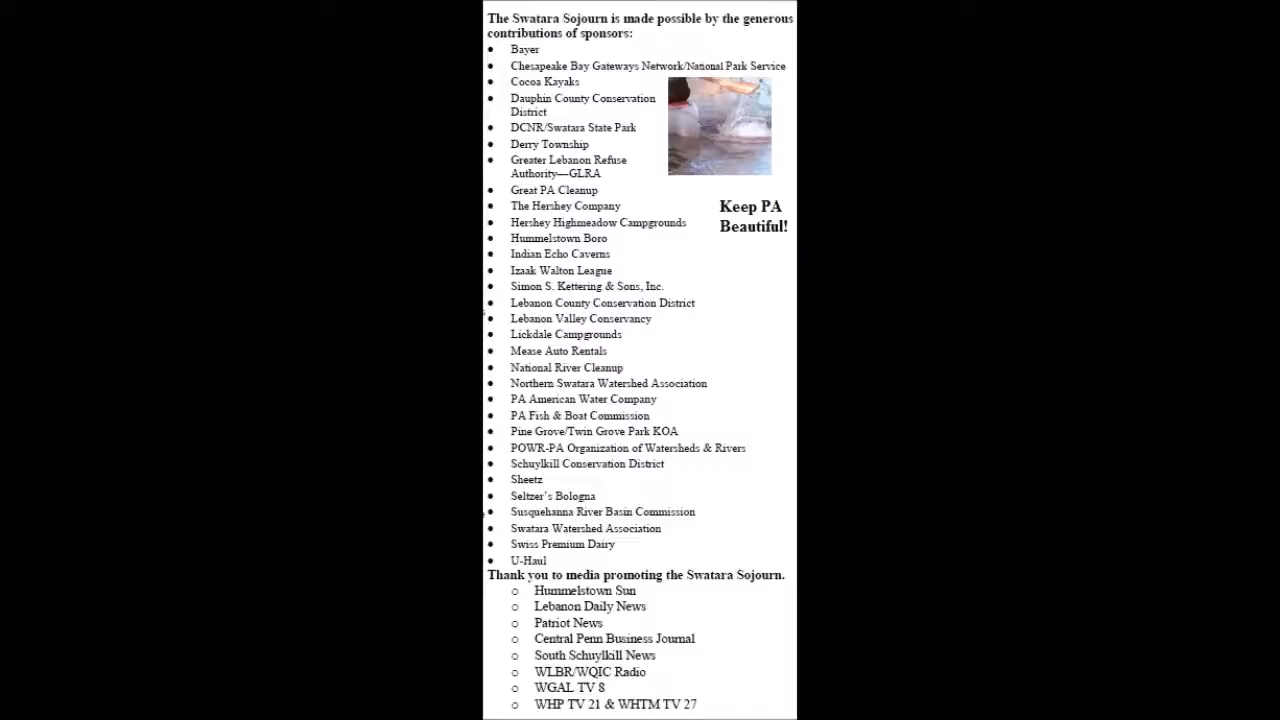 The Swatara Sojourn is made possible by the generous
contributions of sponsors:
• Bayer
• Chesapeake Bay Gateways Network/National Park Service
• Cocoa Kayaks
• Dauphin County Conservation
District
• DCNR/Swatara State Park
• Derry Township
• Greater Lebanon Refuse
Authority—GLRA
• Great PA Cleanup
• The Hershey Company
• Hershey Highmeadow Campgrounds
Keep PA
Beautiful!
• Hummelstown Boro
• Indian Echo Caverns
• Izaak Walton League
• Simon S. Kettering & Sons, Inc.
• Lebanon County Conservation District
• Lebanon Valley Conservancy
• Lickdale Campgrounds
• Mease Auto Rentals
• National River Cleanup
• Northern Swatara Watershed Association
• PA American Water Company
• PA Fish & Boat Commission
• Pine Grove/Twin Grove Park KOA
• POWR-PA Organization of Watersheds & Rivers
• Schuylkill Conservation District
• Sheetz
• Seltzer's Bologna
• Susquehanna River Basin Commission
• Swatara Watershed Association
• Swiss Premium Dairy
• U-Haul
Thank you to media promoting the Swatara Sojourn.
o Hummelstown Sun
o Lebanon Daily News
o Patriot News
o Central Penn Business Journal
o South Schuylkill News
o WLBR/WQIC Radio
o WGAL TV 8
o WHP TV 21 & WHTM TV 27